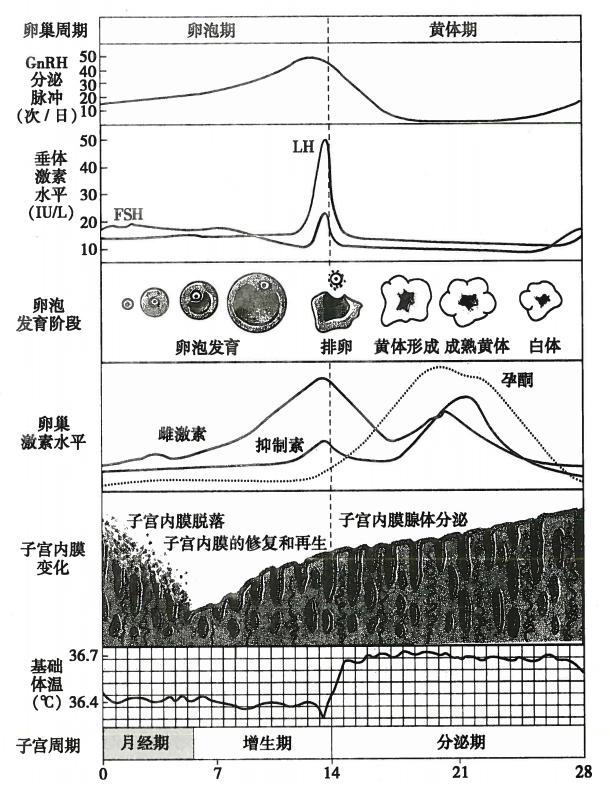 卵巢周期
卵泡期
黄体期
GnRH
分泌
脉冲
(次/日)
50
40
30
20
10
垂体
激素
水平
(IU/L)
50
40
30
20
10
LH
FSH
卵泡
发育阶段
卵泡发育
排卵
黄体形成
成熟黄体
白体
卵巢
激素水平
雌激素
抑制素
孕酮
子宫内膜
变化
子宫内膜脱落
子宫内膜的修复和再生
子宫内膜腺体分泌
基础
体温
(℃)
36.7
36.4
子宫周期
月经期
增生期
分泌期
0
7
14
21
28